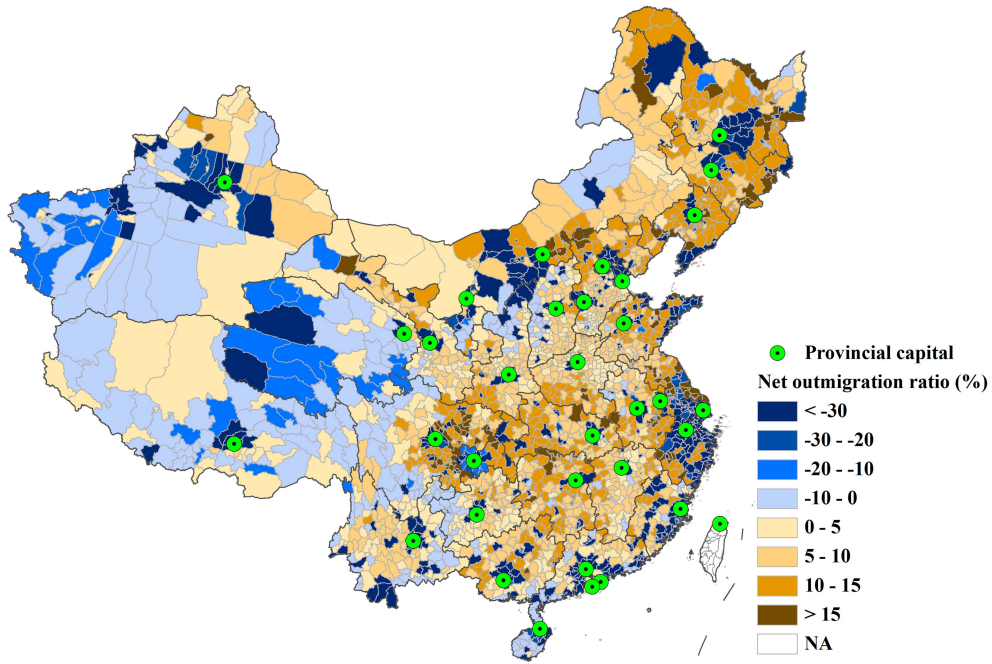 Provincial capital
Net outmigration ratio (%)
< -30
-30 - -20
-20 - -10
-10 - 0
0 - 5
5 - 10
10 - 15
> 15
NA